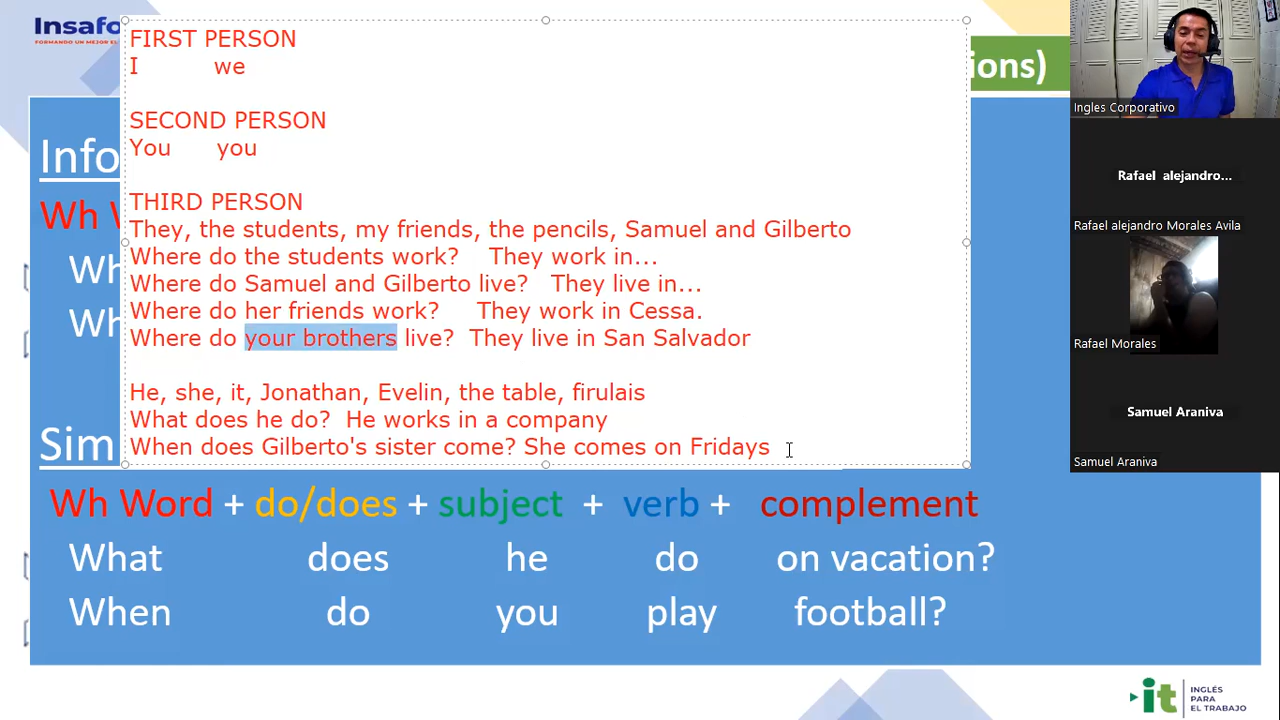 Insafo
FORMANDO UN MEJOR EL
ions)
FIRST PERSON
I we
SECOND PERSON
You you
THIRD PERSON
They, the students, my friends, the pencils, Samuel and Gilberto
Where do the students work? They work in...
Where do Samuel and Gilberto live? They live in...
Where do her friends work? They work in Cessa.
Where do your brothers live? They live in San Salvador
He, she, it, Jonathan, Evelin, the table, firulais
What does he do? He works in a company
When does Gilberto's sister come? She comes on Fridays
Info
Wh W
Wh
Wh
Sim
Wh Word + do/does + subject + verb + complement
What does he do on vacation?
When do you play football?
Ingles Corporativo
Rafael alejandro...
Rafael alejandro Morales Avila
Rafael Morales
Samuel Araniva
Samuel Araniva
it INGLÉS
PARA
EL TRABAJO